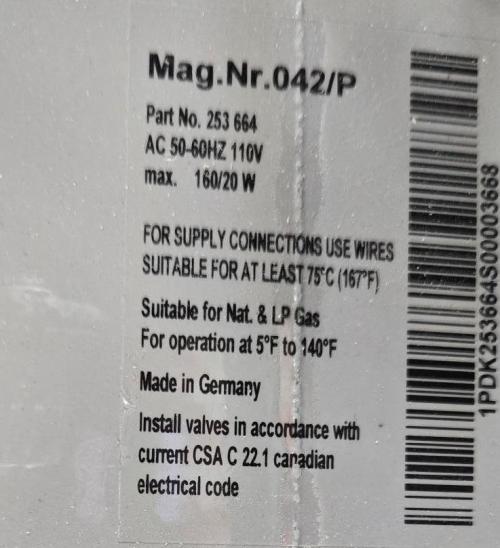 Mag.Nr.042/P
Part No. 253 664
AC 50-60HZ 110V
max. 160/20 W
FOR SUPPLY CONNECTIONS USE WIRES
SUITABLE FOR AT LEAST 75°C (167°F)
Suitable for Nat. & LP Gas
For operation at 5°F to 140°F
Made in Germany
Install valves in accordance with
current CSA C 22.1 canadian
electrical code
1PDK253664S00003668